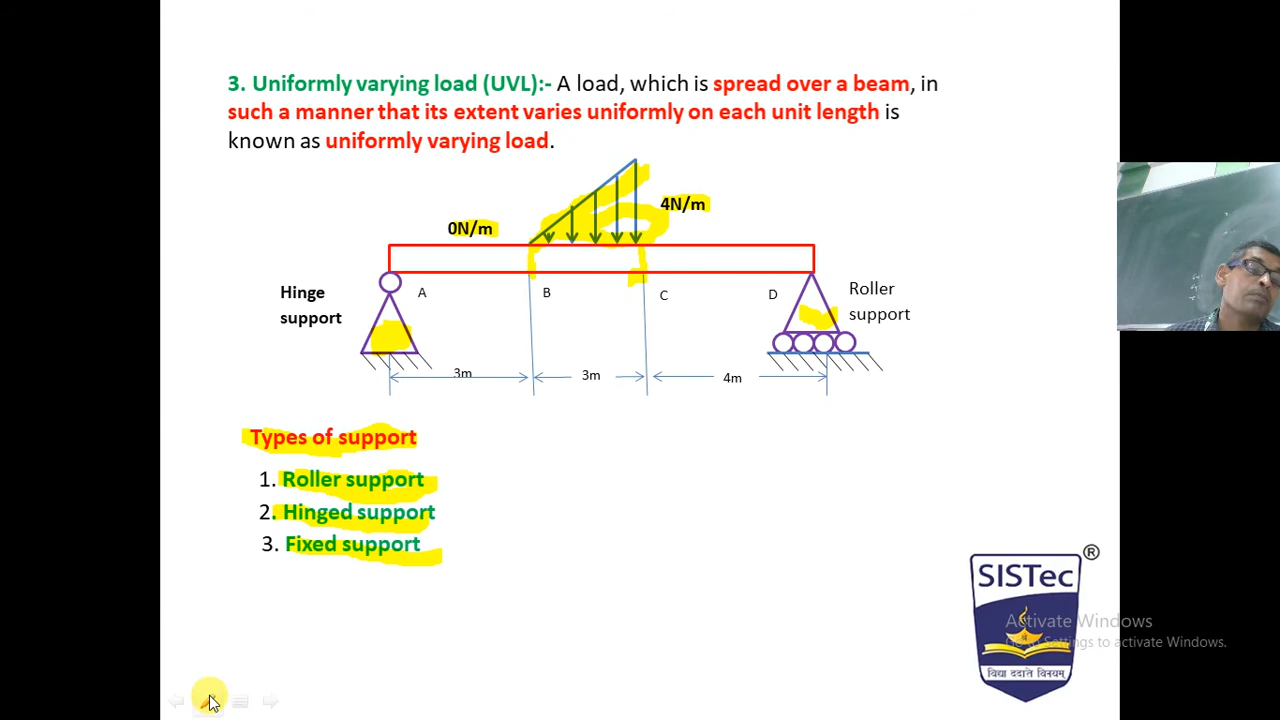 3. Uniformly varying load (UVL):- A load, which is spread over a beam, in
such a manner that its extent varies uniformly on each unit length is
known as uniformly varying load.
4N/m
0N/m
Hinge
support
A
B
C
D
Roller
support
3m
3m
4m
Types of support
1. Roller support
2. Hinged support
3. Fixed support
®
SISTec
विद्या ददाति विनयम्
Activate Windows
Go to Settings to activate Windows.